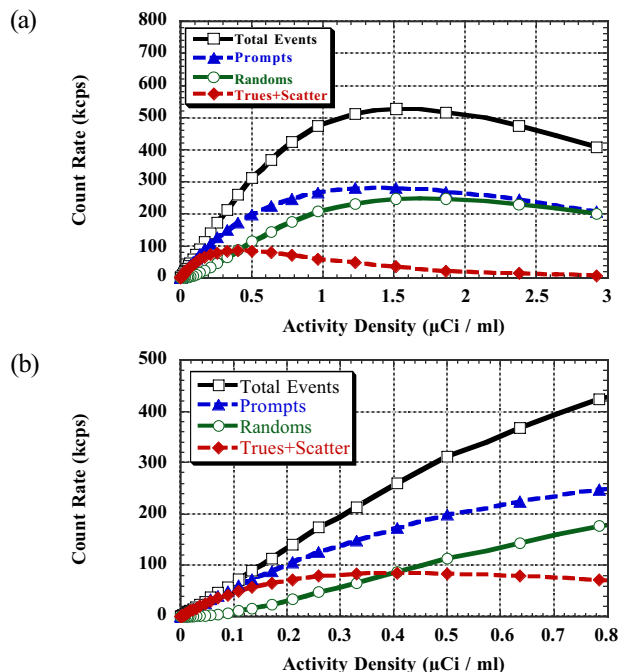 (a)
800
700
600
500
400
300
200
100
0
Count Rate (kcps)
Total Events
Prompts
Randoms
Trues+Scatter
0 0.5 1 1.5 2 2.5 3
Activity Density (µCi / ml)
(b)
500
400
300
200
100
0
Count Rate (kcps)
Total Events
Prompts
Randoms
Trues+Scatter
0 0.1 0.2 0.3 0.4 0.5 0.6 0.7 0.8
Activity Density (µCi / ml)